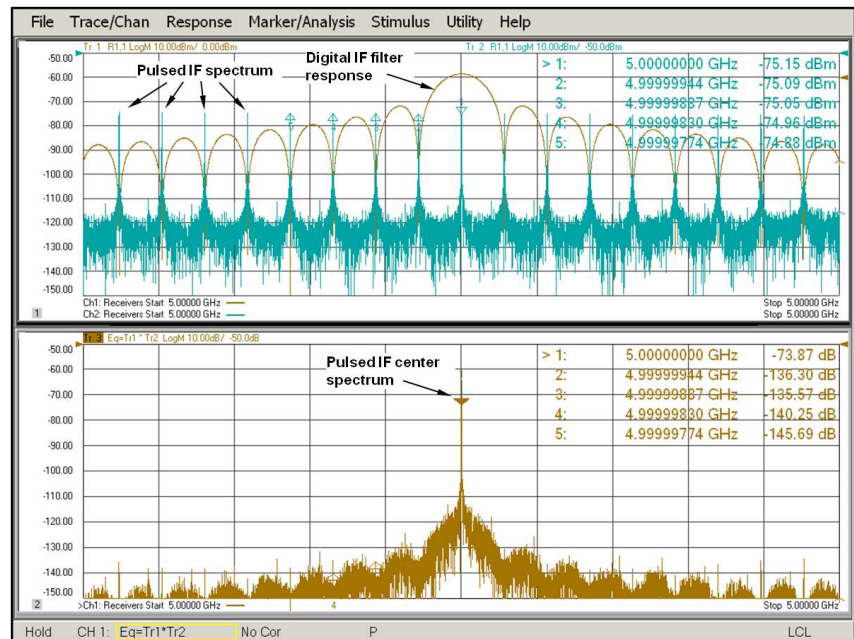 File Trace/Chan Response Marker/Analysis Stimulus Utility Help
Tr 1 R1,1 LogM 10.00dBm/ 0.00dBm
Tr 2 R1,1 LogM 10.00dBm/ -50.0dBm
-50.00
-60.00
-70.00
-80.00
-90.00
-100.00
-110.00
-120.00
-130.00
-140.00
-150.00
Pulsed IF spectrum
Digital IF filter
response
> 1: 5.00000000 GHz -75.15 dBm
2: 4.99999944 GHz -75.09 dBm
3: 4.99999887 GHz -75.05 dBm
4: 4.99999830 GHz -74.96 dBm
5: 4.99999774 GHz -74.88 dBm
1
Ch1: Receivers Start 5.00000 GHz
Stop 5.00000 GHz
Ch2: Receivers Start 5.00000 GHz
Stop 5.00000 GHz
Tr 3 Eq=Tr1 * Tr2 LogM 10.00dB/ -50.0dB
-50.00
-60.00
-70.00
-80.00
-90.00
-100.00
-110.00
-120.00
-130.00
-140.00
-150.00
Pulsed IF center
spectrum
> 1: 5.00000000 GHz -73.87 dB
2: 4.99999944 GHz -136.30 dB
3: 4.99999887 GHz -135.57 dB
4: 4.99999830 GHz -140.25 dB
5: 4.99999774 GHz -145.69 dB
2
>Ch1: Receivers Start 5.00000 GHz
4
Stop 5.00000 GHz
Hold CH 1: Eq=Tr1*Tr2 No Cor P LCL